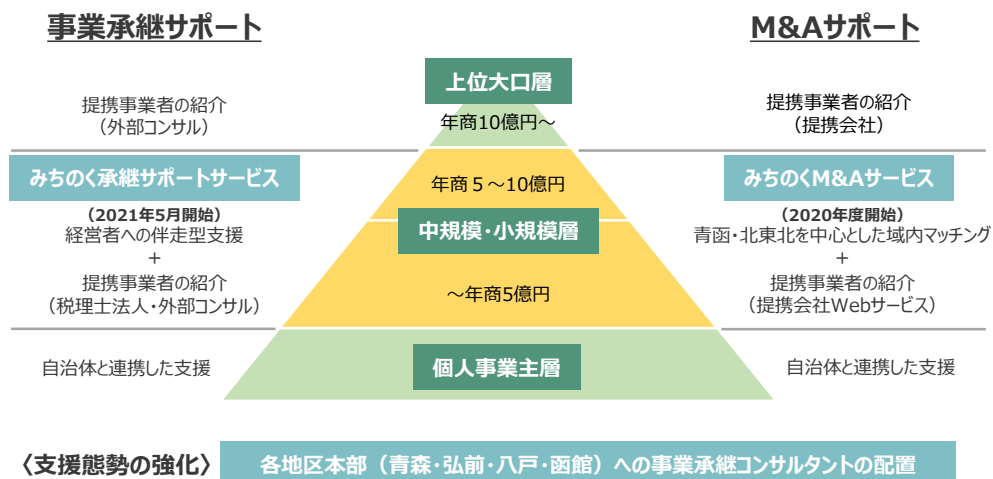 事業承継サポート
M&Aサポート
上位大口層
年商10億円～
提携事業者の紹介
（外部コンサル）
提携事業者の紹介
（提携会社）
みちのく承継サポートサービス
（2021年5月開始）
経営者への伴走型支援
+
提携事業者の紹介
（税理士法人・外部コンサル）
年商５～10億円
中規模・小規模層
～年商5億円
みちのくM&Aサービス
（2020年度開始）
青函・北東北を中心とした域内マッチング
+
提携事業者の紹介
（提携会社Webサービス）
自治体と連携した支援
個人事業主層
自治体と連携した支援
〈支援態勢の強化〉
各地区本部（青森・弘前・八戸・函館）への事業承継コンサルタントの配置